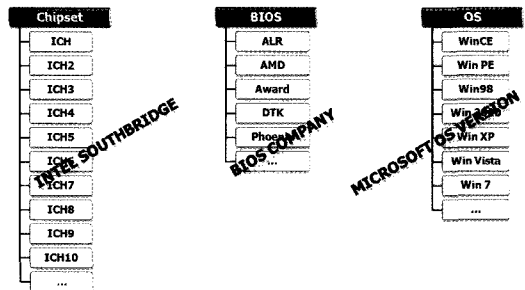 Chipset
ICH
ICH2
ICH3
ICH4
ICH5
ICH7
ICH8
ICH9
ICH10
...
INTEL SOUTHBRIDGE
BIOS
ALR
AMD
Award
DTK
...
BIOS COMPANY
OS
WinCE
Win PE
Win98
Win
Win XP
Win Vista
Win 7
...
MICROSOFT OS VERSION